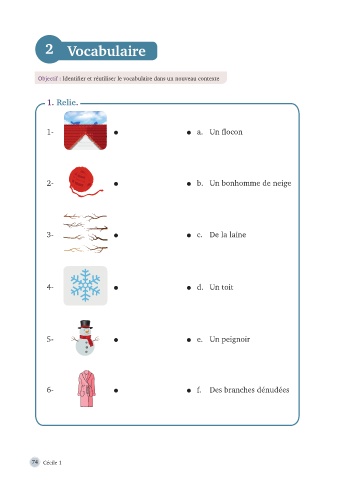 2 Vocabulaire
Objectif : Identifier et réutiliser le vocabulaire dans un nouveau contexte
1. Relie.
1- a. Un flocon
2- b. Un bonhomme de neige
3- c. De la laine
4- d. Un toit
5- e. Un peignoir
6- f. Des branches dénudées
74 Cécile 1